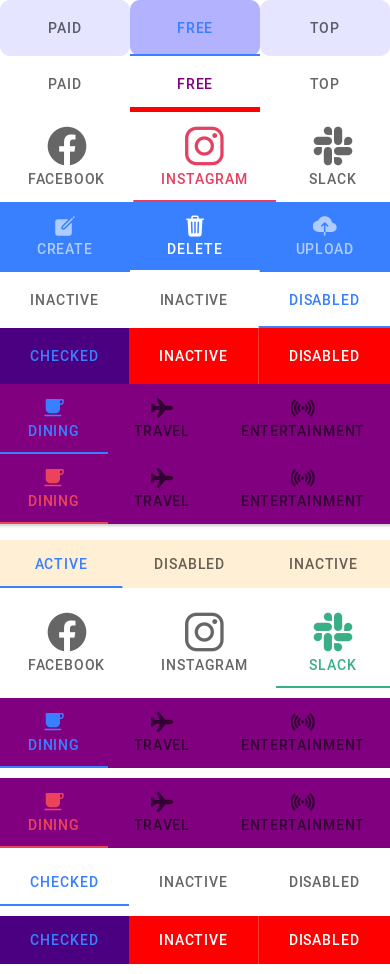 PAID FREE TOP
PAID FREE TOP
FACEBOOK INSTAGRAM SLACK
CREATE DELETE UPLOAD
INACTIVE INACTIVE DISABLED
CHECKED INACTIVE DISABLED
DINING TRAVEL ENTERTAINMENT
DINING TRAVEL ENTERTAINMENT
ACTIVE DISABLED INACTIVE
FACEBOOK INSTAGRAM SLACK
DINING TRAVEL ENTERTAINMENT
DINING TRAVEL ENTERTAINMENT
CHECKED INACTIVE DISABLED
CHECKED INACTIVE DISABLED